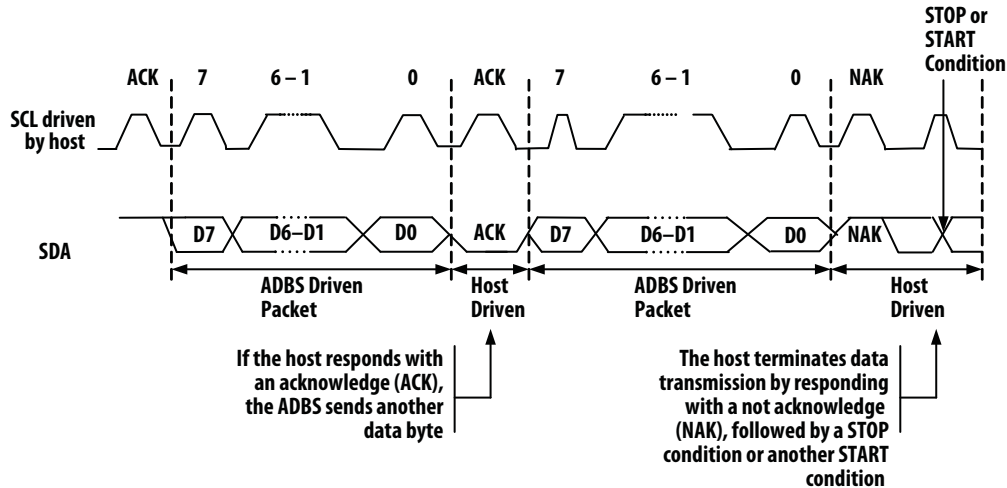 STOP or
START
Condition
ACK 7 6 – 1 0 ACK 7 6 – 1 0 NAK
SCL driven
by host
SDA
D7 D6–D1 D0 ACK D7 D6–D1 D0 NAK
ADBS Driven
Packet
Host
Driven
ADBS Driven
Packet
Host
Driven
If the host responds with
an acknowledge (ACK),
the ADBS sends another
data byte
The host terminates data
transmission by responding
with a not acknowledge
(NAK), followed by a STOP
condition or another START
condition